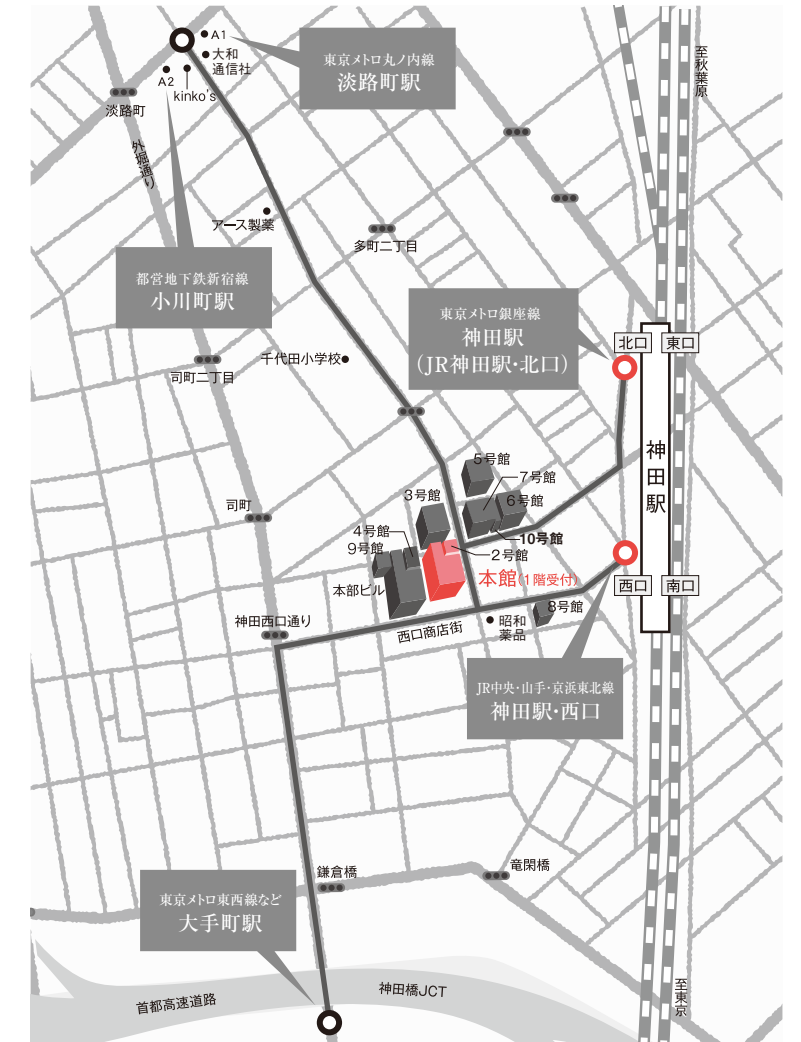 A1
大和
通信社
A2
kinko's
東京メトロ丸ノ内線
淡路町駅
至秋葉原
淡路町
外堀通り
アース製薬
多町二丁目
都営地下鉄新宿線
小川町駅
東京メトロ銀座線
神田駅
(JR神田駅・北口)
北口
東口
千代田小学校
司町二丁目
神田駅
5号館
7号館
6号館
3号館
司町
4号館
10号館
9号館
2号館
本館(1階受付)
本部ビル
西口
南口
8号館
神田西口通り
昭和
薬品
西口商店街
JR中央・山手・京浜東北線
神田駅・西口
鎌倉橋
竜閑橋
東京メトロ東西線など
大手町駅
首都高速道路
神田橋JCT
至東京